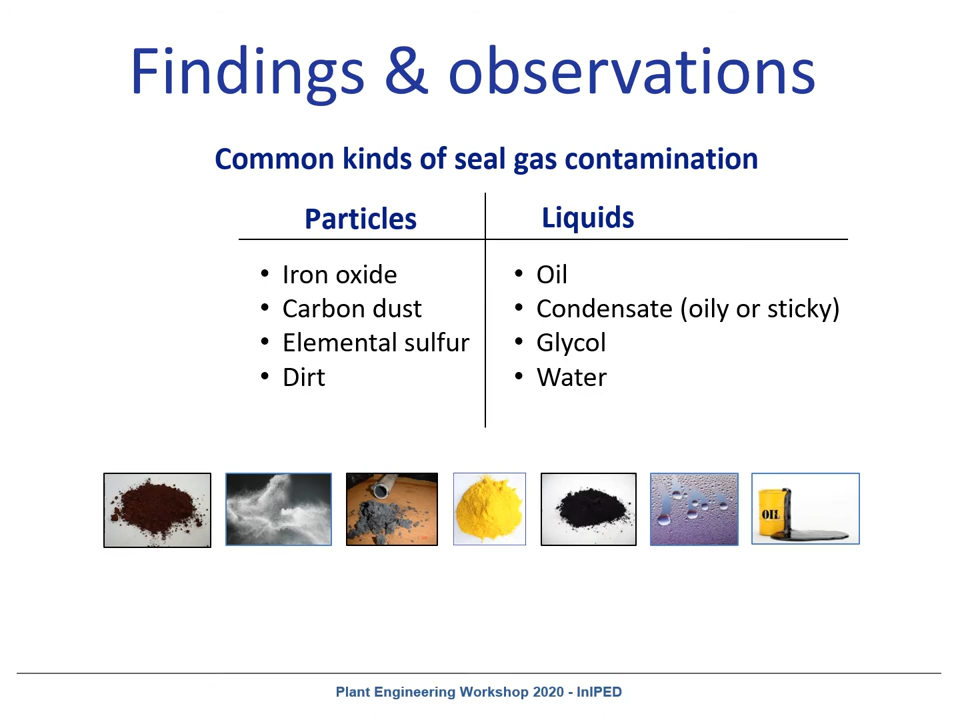 Findings & observations
Common kinds of seal gas contamination
Particles
Liquids
• Iron oxide
• Carbon dust
• Elemental sulfur
• Dirt
• Oil
• Condensate (oily or sticky)
• Glycol
• Water
OIL
Plant Engineering Workshop 2020 - InIPED